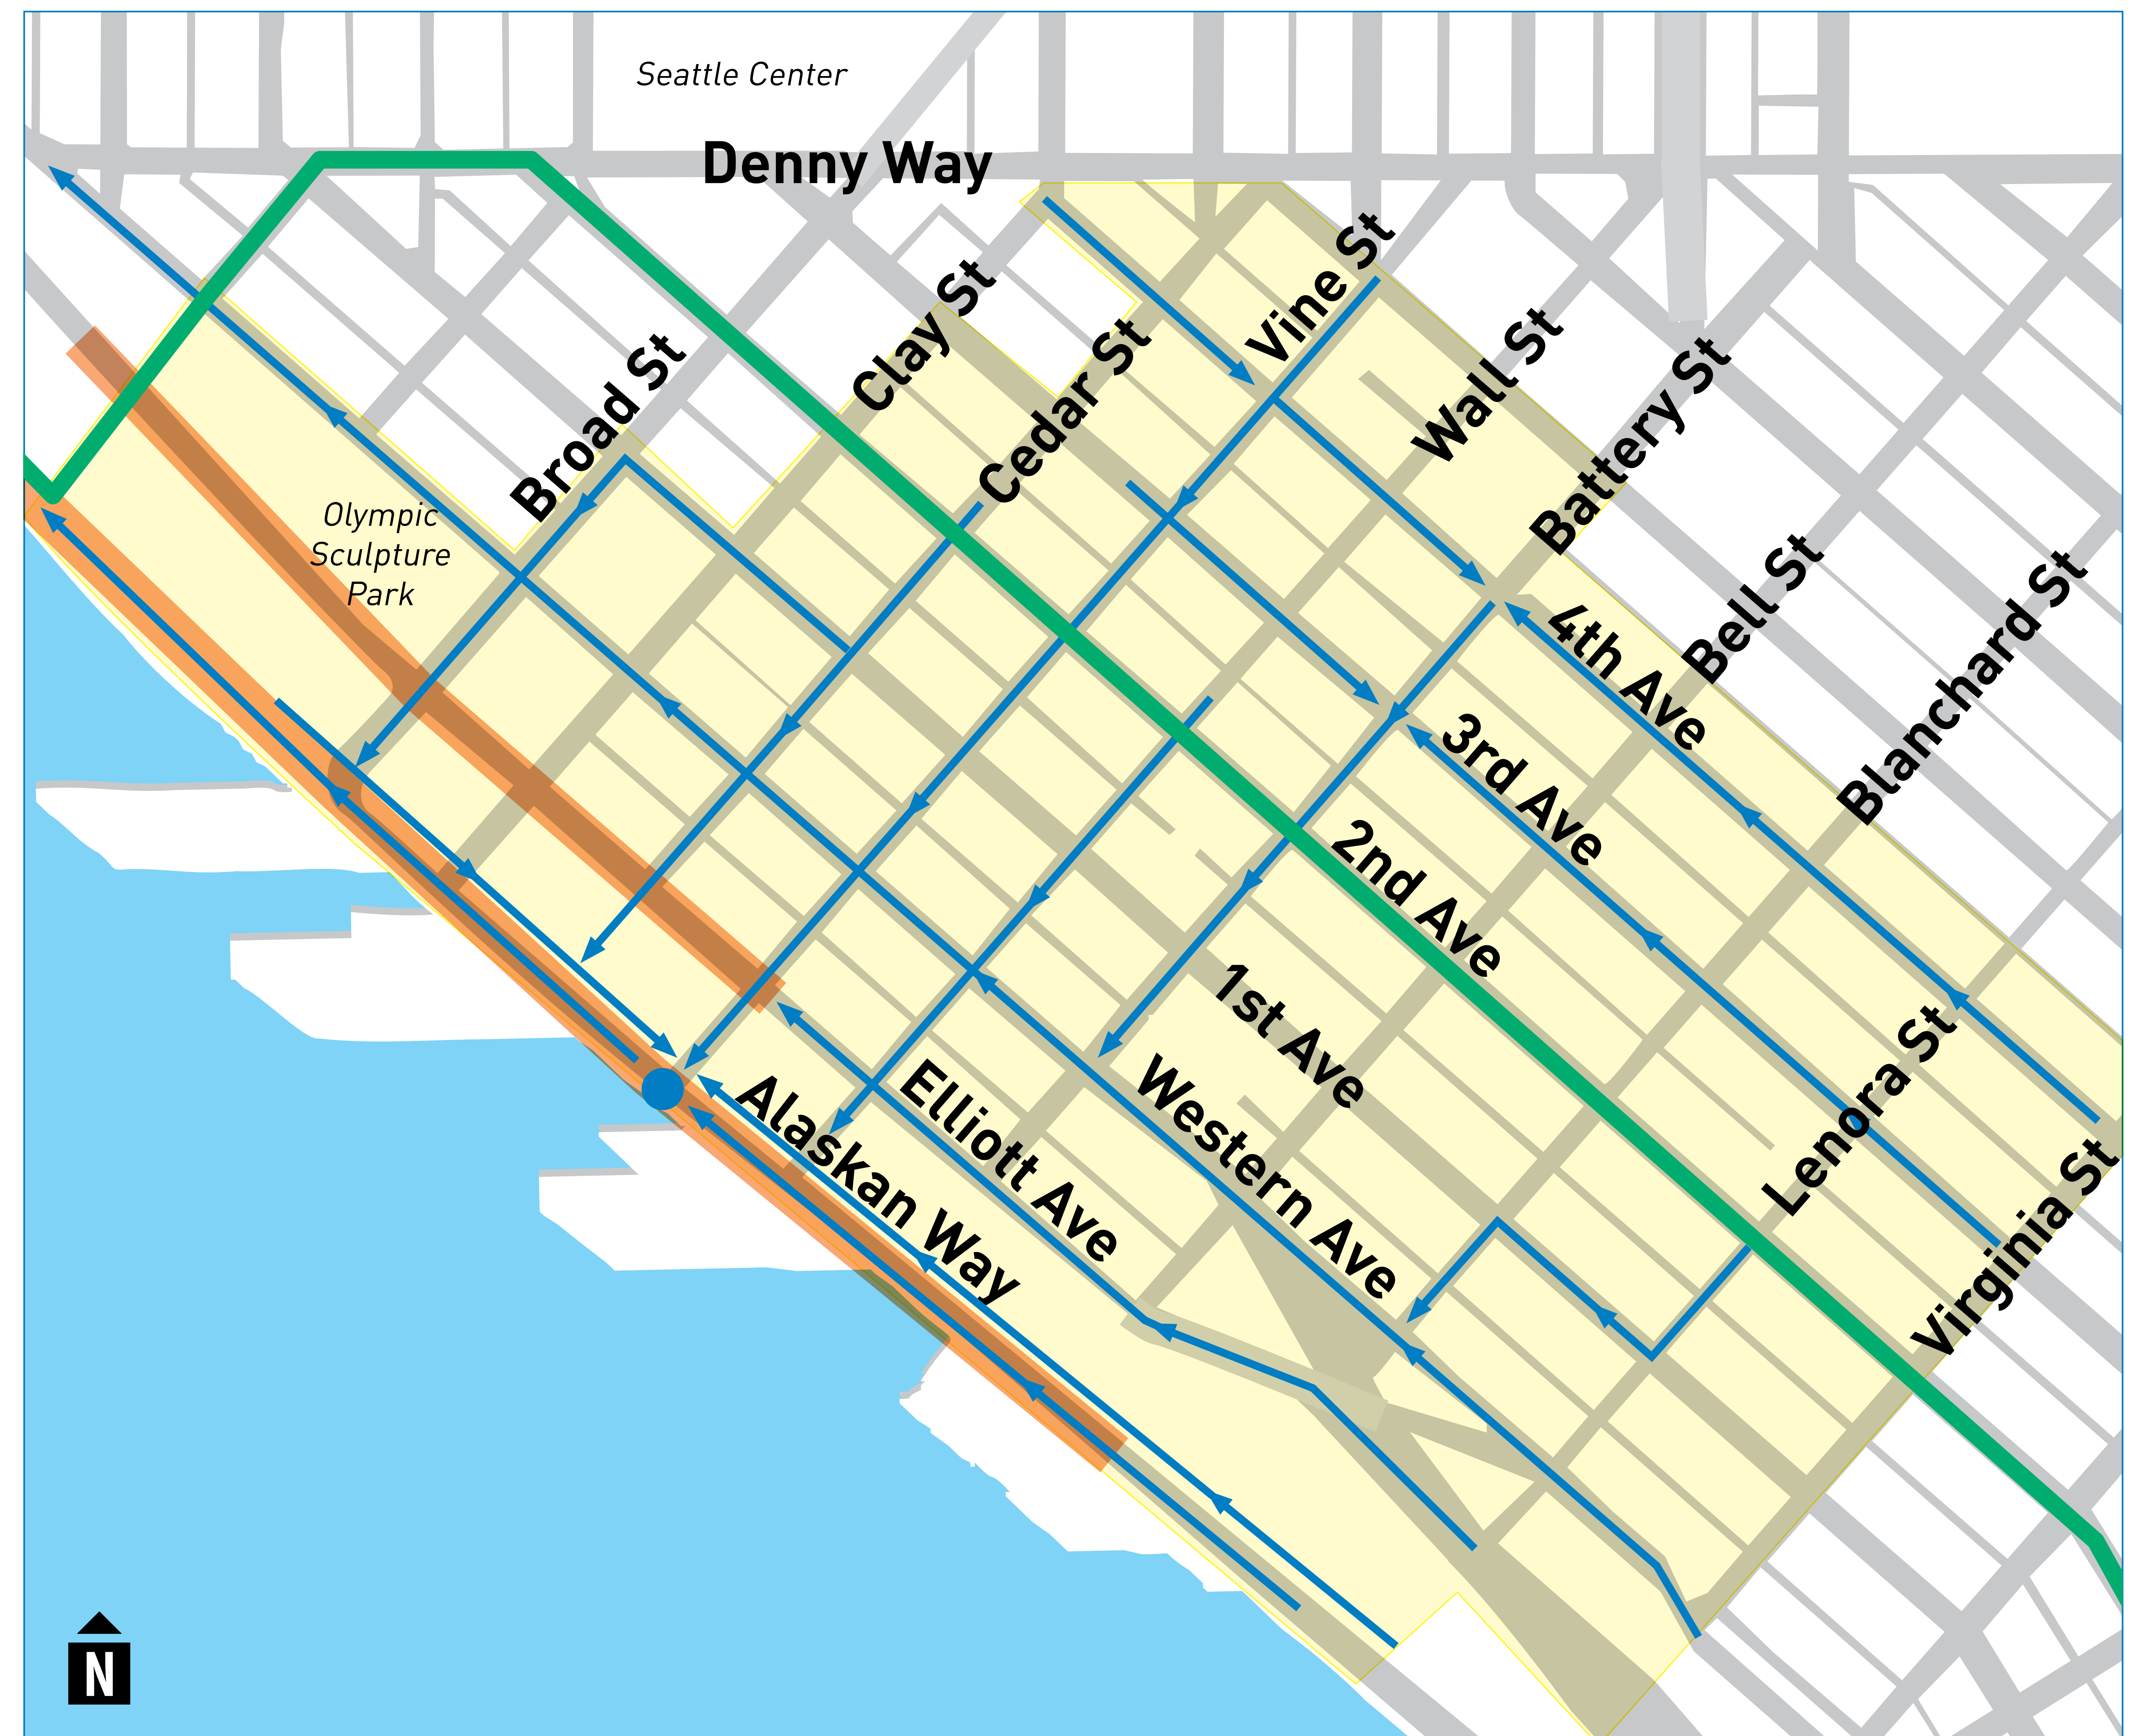 Seattle Center
Denny Way
Vine St
Clay St
Cedar St
Wall St
Broad St
Battery St
Olympic
Sculpture
Park
Bell St
Blanchard St
4th Ave
3rd Ave
2nd Ave
1st Ave
Lenora St
Virginia St
Western Ave
Elliott Ave
Alaskan Way
N